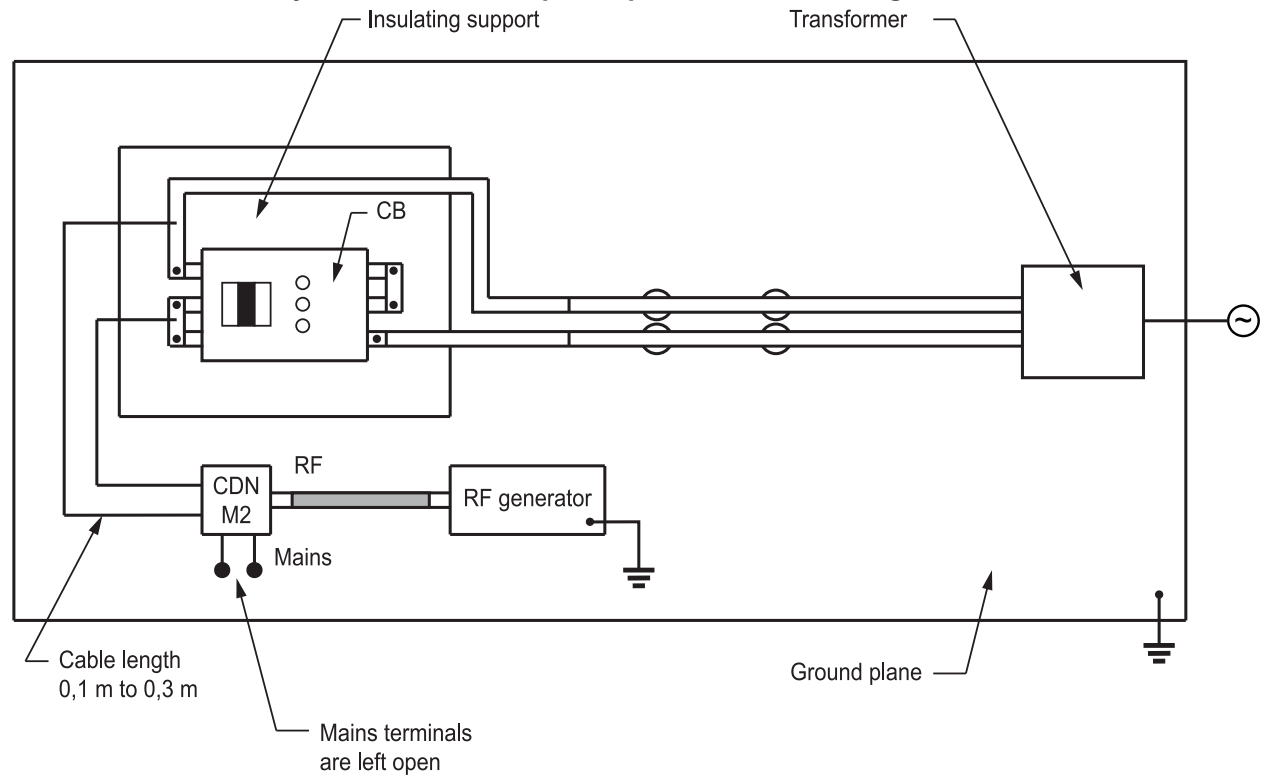 Insulating support
Transformer
CB
CDN
M2
RF
RF generator
Mains
~
Cable length
0,1 m to 0,3 m
Ground plane
Mains terminals
are left open